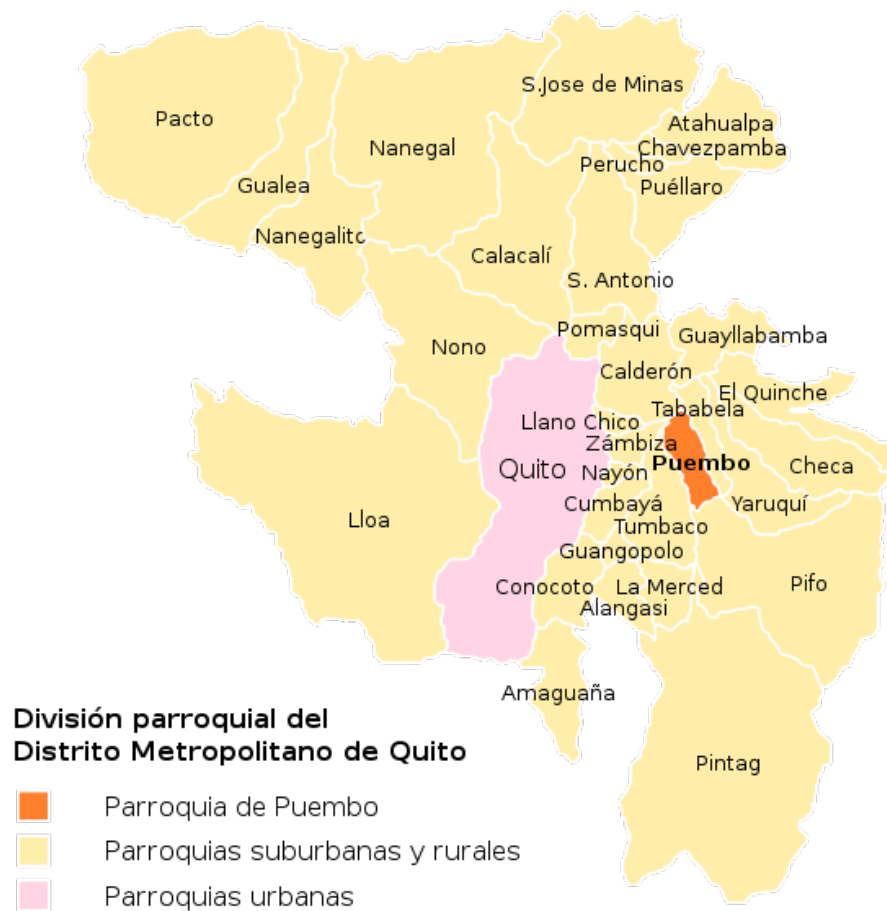 S.Jose de Minas
Pacto
Atahualpa
Nanegal
Chavezpamba
Perucho
Gualea
Puéllaro
Nanegalito
Calacalí
S. Antonio
Pomasqui
Guayllabamba
Nono
Calderón
El Quinche
Tababela
Llano Chico
Zámbiza
Puembo
Quito
Nayón
Checa
Cumbayá
Yaruquí
Lloa
Tumbaco
Guangopolo
Conocoto
La Merced
Pifo
Alangasi
Amaguaña
Pintag
División parroquial del
Distrito Metropolitano de Quito
Parroquia de Puembo
Parroquias suburbanas y rurales
Parroquias urbanas